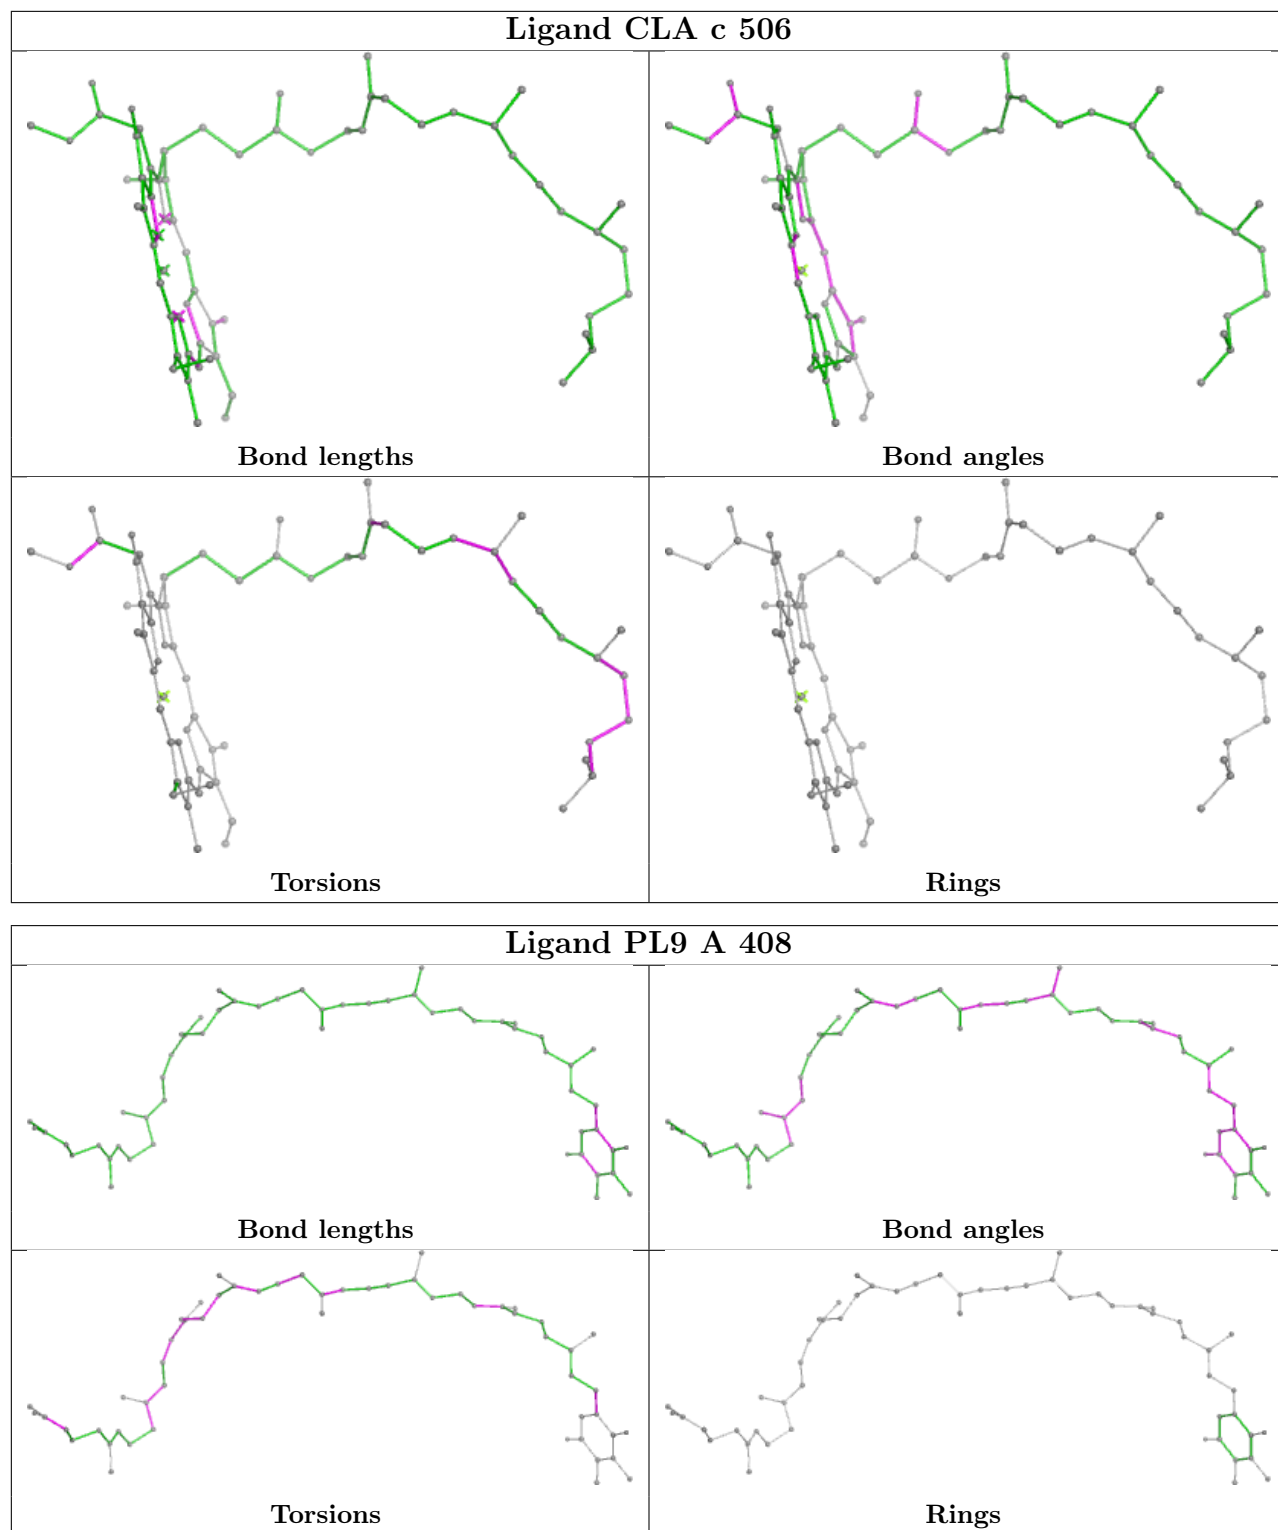 Ligand CLA c 506
Bond lengths
Bond angles
Torsions
Rings
Ligand PL9 A 408
Bond lengths
Bond angles
Torsions
Rings